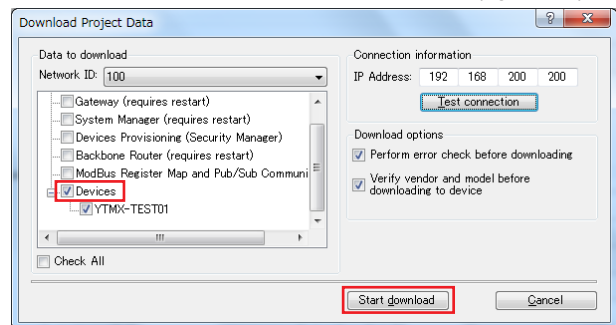 Download Project Data
Data to download
Network ID: 100
Gateway (requires restart)
System Manager (requires restart)
Devices Provisioning (Security Manager)
Backbone Router (requires restart)
ModBus Register Map and Pub/Sub Communi
Devices
YTMX-TEST01
Check All
Connection information
IP Address: 192 168 200 200
Test connection
Download options
Perform error check before downloading
Verify vendor and model before
downloading to device
Start download
Cancel